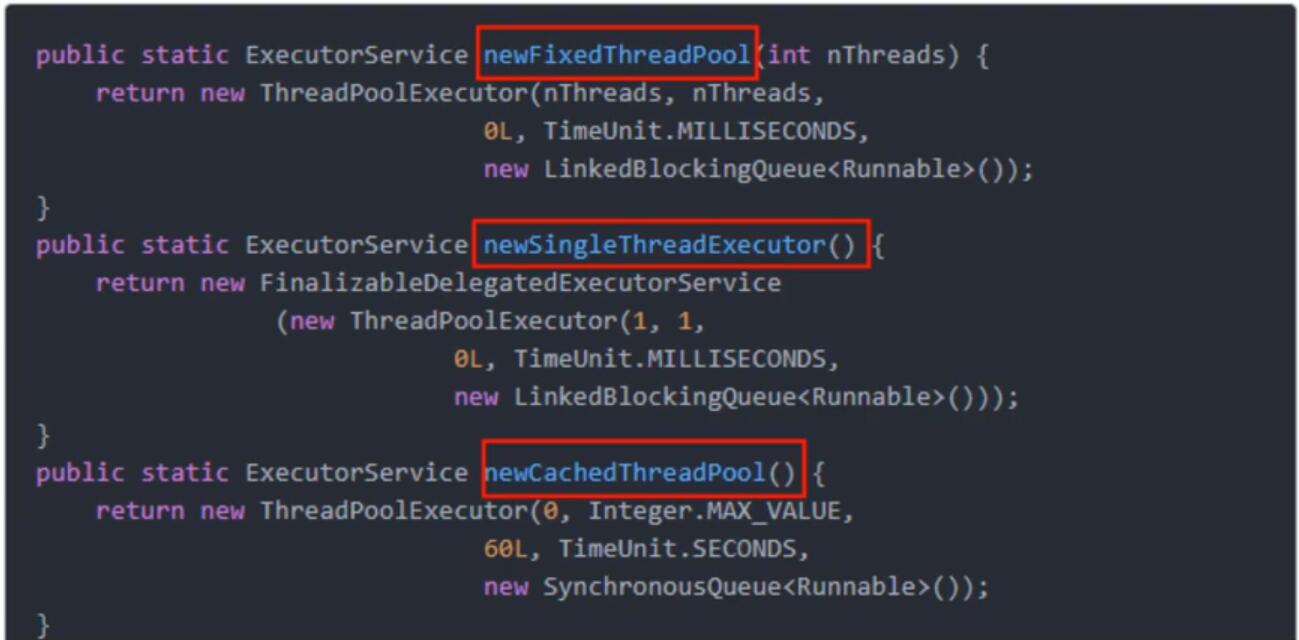 public static ExecutorService newFixedThreadPool(int nThreads) {
return new ThreadPoolExecutor(nThreads, nThreads,
0L, TimeUnit.MILLISECONDS,
new LinkedBlockingQueue<Runnable>());
}
public static ExecutorService newSingleThreadExecutor() {
return new FinalizableDelegatedExecutorService
(new ThreadPoolExecutor(1, 1,
0L, TimeUnit.MILLISECONDS,
new LinkedBlockingQueue<Runnable>()));
}
public static ExecutorService newCachedThreadPool() {
return new ThreadPoolExecutor(0, Integer.MAX_VALUE,
60L, TimeUnit.SECONDS,
new SynchronousQueue<Runnable>());
}